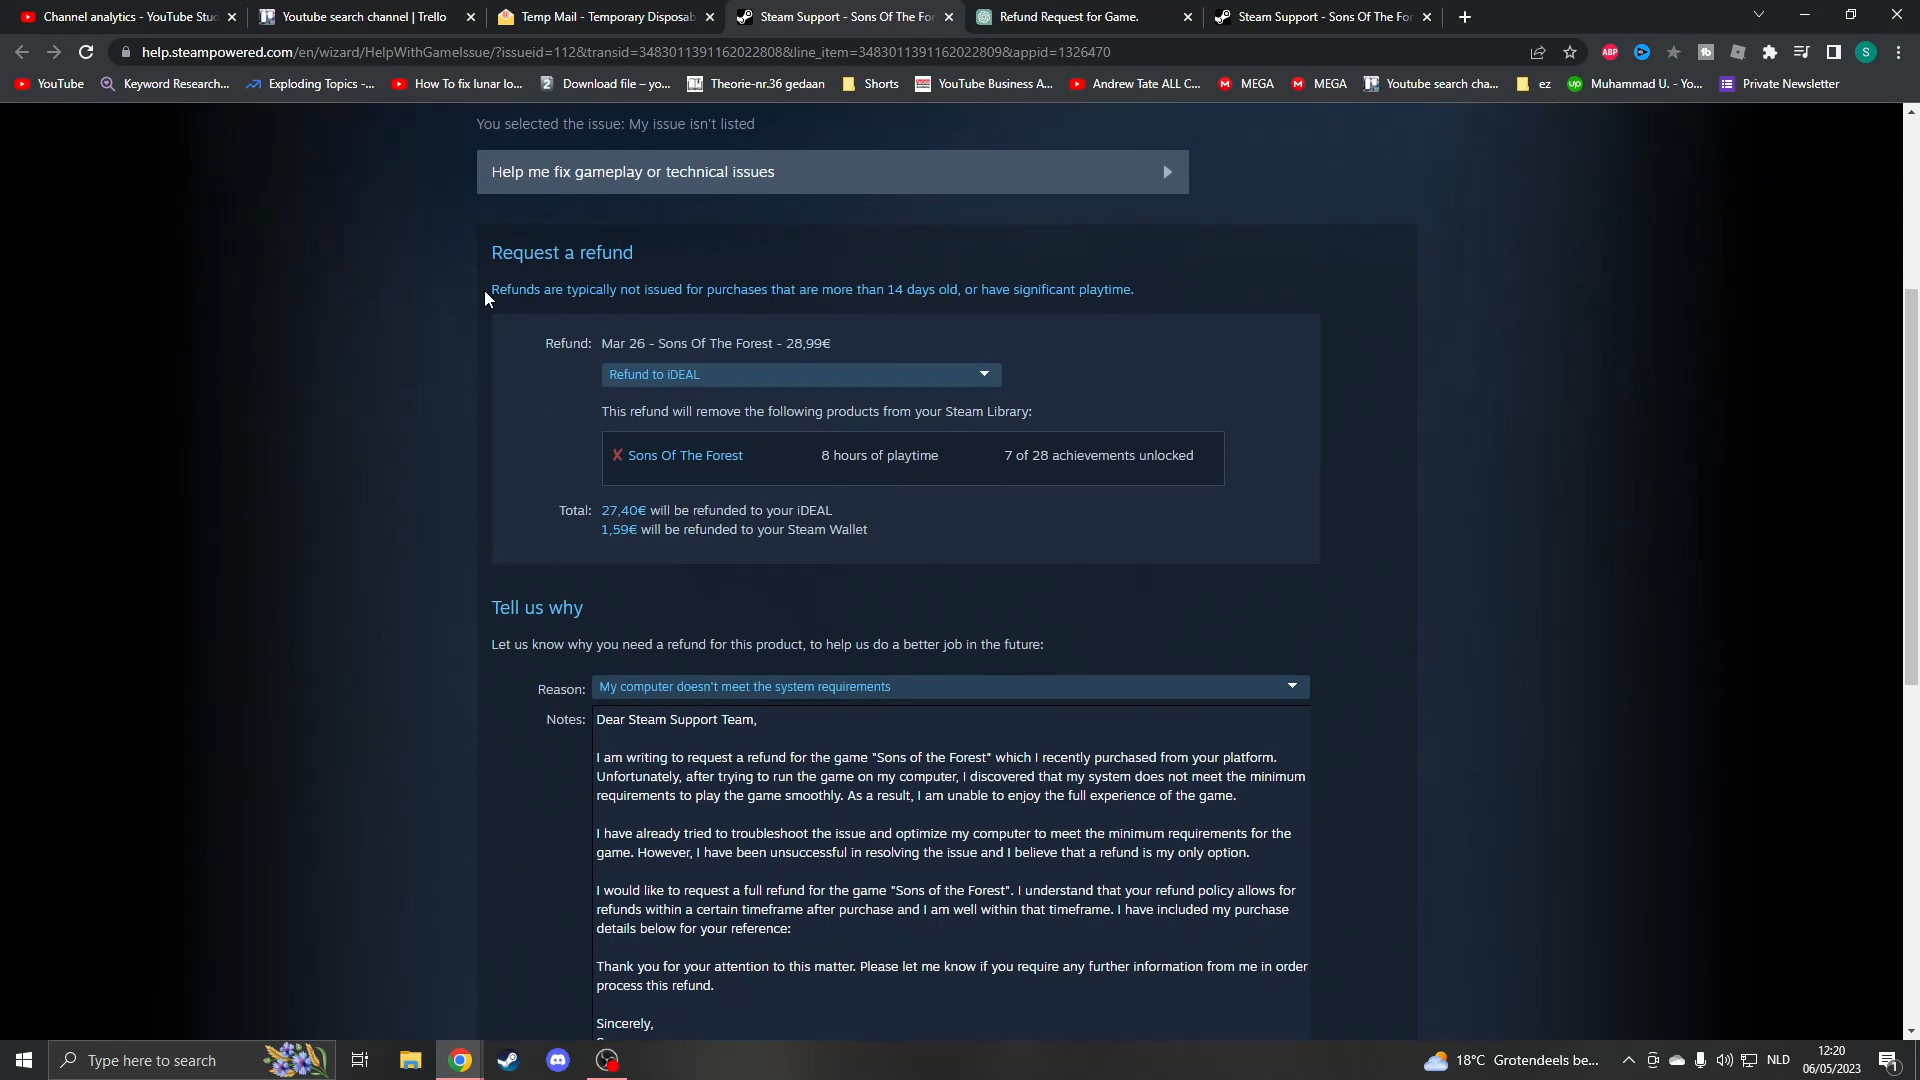 Channel analytics - YouTube Stu
Youtube search channel | Trello
Temp Mail - Temporary Disposab
Steam Support - Sons Of The For
Refund Request for Game.
Steam Support - Sons Of The For
help.steampowered.com/en/wizard/HelpWithGameIssue/?issueid=112&transid=3483011391162022808&line_item=3483011391162022809&appid=1326470
ABP
S
YouTube
Keyword Research...
Exploding Topics -...
How To fix lunar lo...
Download file – yo...
Theorie-nr.36 gedaan
Shorts
YouTube Business A...
Andrew Tate ALL C...
MEGA
MEGA
Youtube search cha...
ez
Muhammad U. - Yo...
Private Newsletter
You selected the issue: My issue isn't listed
Help me fix gameplay or technical issues
Request a refund
Refunds are typically not issued for purchases that are more than 14 days old, or have significant playtime.
Refund: Mar 26 - Sons Of The Forest - 28,99€
Refund to iDEAL
This refund will remove the following products from your Steam Library:
X Sons Of The Forest 8 hours of playtime 7 of 28 achievements unlocked
Total: 27,40€ will be refunded to your iDEAL
1,59€ will be refunded to your Steam Wallet
Tell us why
Let us know why you need a refund for this product, to help us do a better job in the future:
Reason: My computer doesn't meet the system requirements
Notes: Dear Steam Support Team,
I am writing to request a refund for the game "Sons of the Forest" which I recently purchased from your platform.
Unfortunately, after trying to run the game on my computer, I discovered that my system does not meet the minimum
requirements to play the game smoothly. As a result, I am unable to enjoy the full experience of the game.
I have already tried to troubleshoot the issue and optimize my computer to meet the minimum requirements for the
game. However, I have been unsuccessful in resolving the issue and I believe that a refund is my only option.
I would like to request a full refund for the game "Sons of the Forest". I understand that your refund policy allows for
refunds within a certain timeframe after purchase and I am well within that timeframe. I have included my purchase
details below for your reference:
Thank you for your attention to this matter. Please let me know if you require any further information from me in order
process this refund.
Sincerely,
Type here to search
18°C Grotendeels be...
NLD
12:20
06/05/2023
1